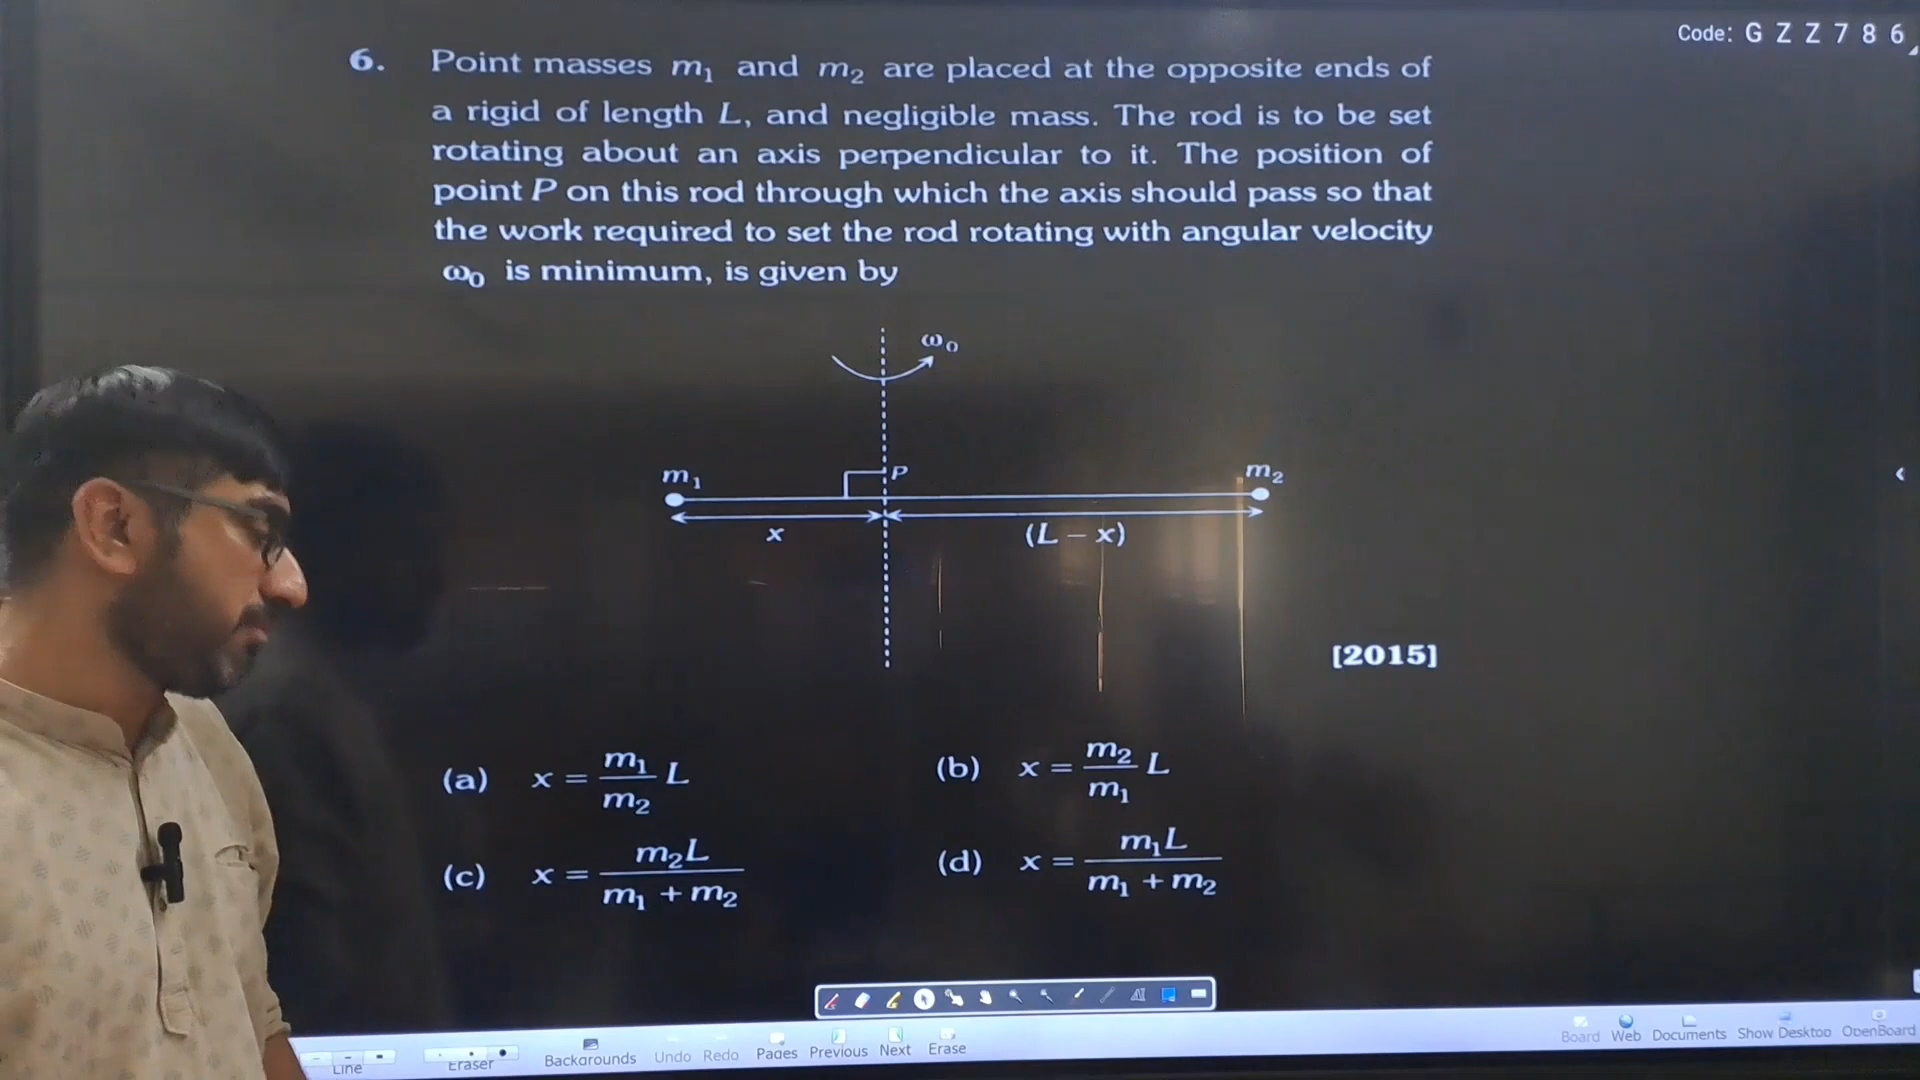 Code: G Z Z 7 8 6
6. Point masses m₁ and m₂ are placed at the opposite ends of
a rigid of length L, and negligible mass. The rod is to be set
rotating about an axis perpendicular to it. The position of
point P on this rod through which the axis should pass so that
the work required to set the rod rotating with angular velocity
ω₀ is minimum, is given by
ω₀
m₁ P m₂
x (L – x)
[2015]
(a) x = m₁/m₂ L (b) x = m₂/m₁ L
(c) x = m₂L/(m₁ + m₂) (d) x = m₁L/(m₁ + m₂)
Line Eraser Backgrounds Undo Redo Pages Previous Next Erase Board Web Documents Show Desktop OpenBoard